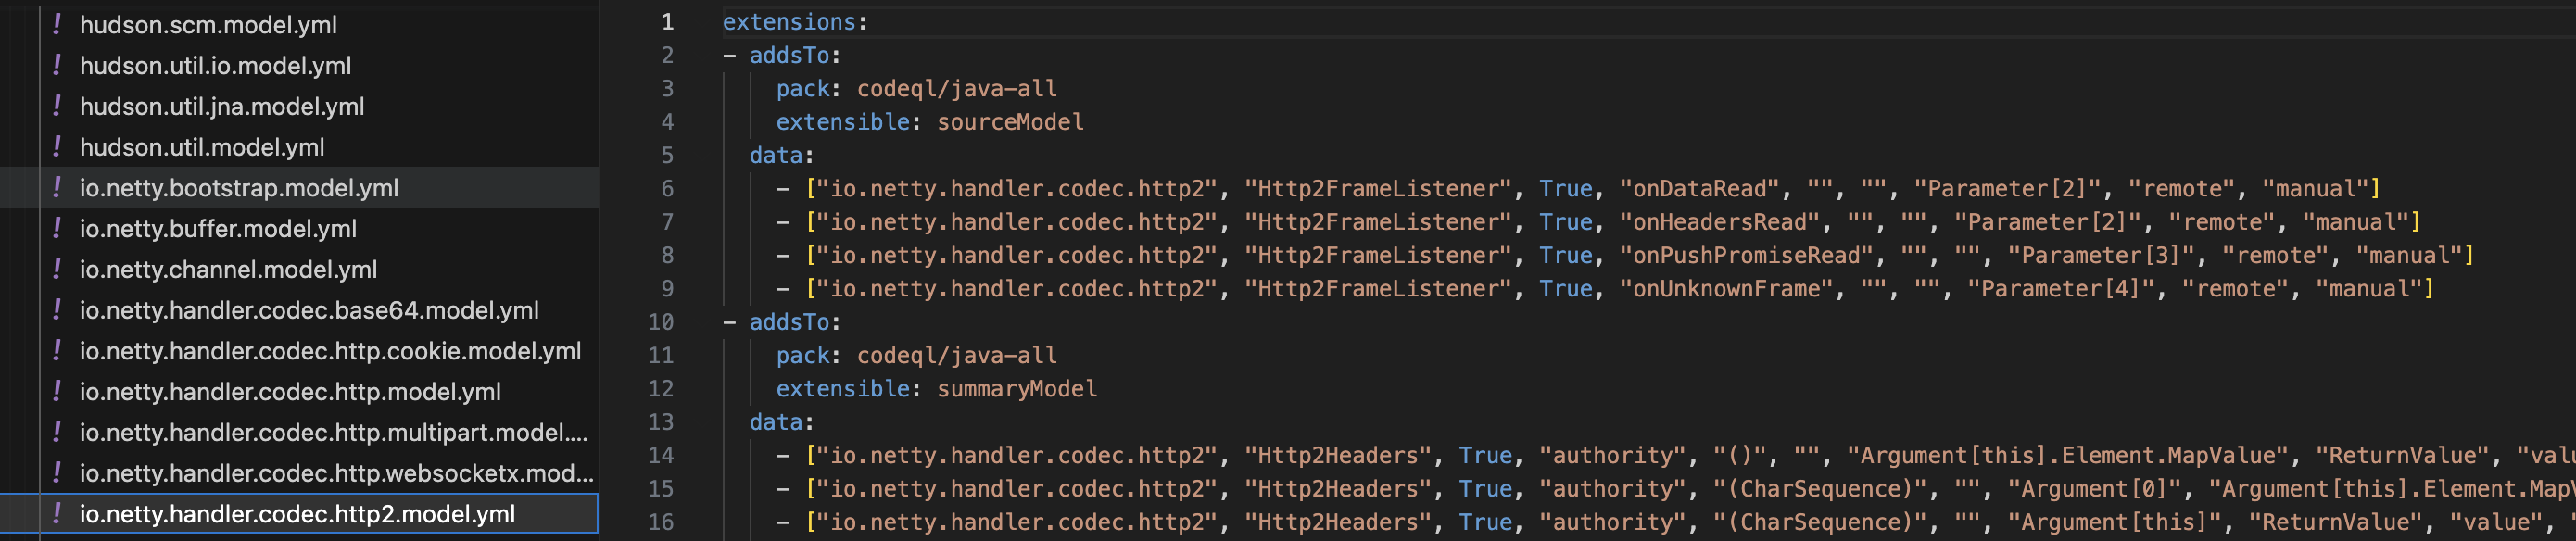 ! hudson.scm.model.yml
! hudson.util.io.model.yml
! hudson.util.jna.model.yml
! hudson.util.model.yml
! io.netty.bootstrap.model.yml
! io.netty.buffer.model.yml
! io.netty.channel.model.yml
! io.netty.handler.codec.base64.model.yml
! io.netty.handler.codec.http.cookie.model.yml
! io.netty.handler.codec.http.model.yml
! io.netty.handler.codec.http.multipart.model....
! io.netty.handler.codec.http.websocketx.mod...
! io.netty.handler.codec.http2.model.yml
1 extensions:
2 - addsTo:
3 pack: codeql/java-all
4 extensible: sourceModel
5 data:
6 - ["io.netty.handler.codec.http2", "Http2FrameListener", True, "onDataRead", "", "", "Parameter[2]", "remote", "manual"]
7 - ["io.netty.handler.codec.http2", "Http2FrameListener", True, "onHeadersRead", "", "", "Parameter[2]", "remote", "manual"]
8 - ["io.netty.handler.codec.http2", "Http2FrameListener", True, "onPushPromiseRead", "", "", "Parameter[3]", "remote", "manual"]
9 - ["io.netty.handler.codec.http2", "Http2FrameListener", True, "onUnknownFrame", "", "", "Parameter[4]", "remote", "manual"]
10 - addsTo:
11 pack: codeql/java-all
12 extensible: summaryModel
13 data:
14 - ["io.netty.handler.codec.http2", "Http2Headers", True, "authority", "()", "", "Argument[this].Element.MapValue", "ReturnValue", "valu
15 - ["io.netty.handler.codec.http2", "Http2Headers", True, "authority", "(CharSequence)", "", "Argument[0]", "Argument[this].Element.MapV
16 - ["io.netty.handler.codec.http2", "Http2Headers", True, "authority", "(CharSequence)", "", "Argument[this]", "ReturnValue", "value", "